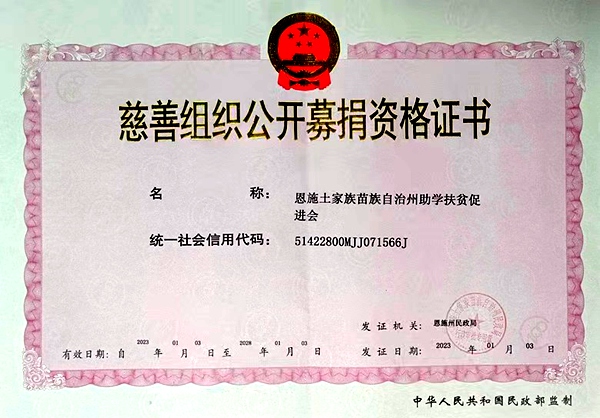 慈善组织公开募捐资格证书
名 称： 恩施土家族苗族自治州助学扶贫促
进会
统一社会信用代码： 51422800MJJ071566J
发证机关： 恩施州民政局
有效日期：自 2023 年 01 月 03 日至 2028 年 01 月 03 日
发证日期： 2023 年 01 月 03 日
中华人民共和国民政部监制